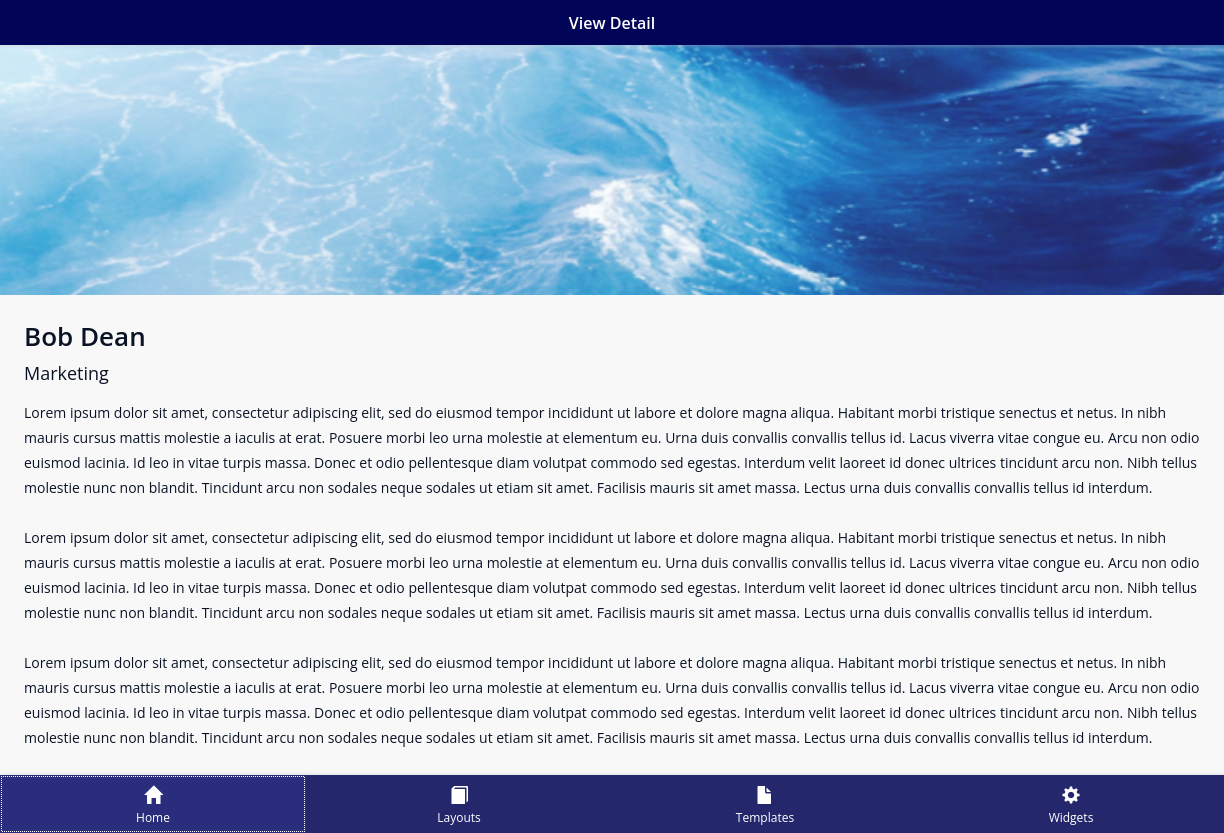 View Detail
Bob Dean
Marketing
Lorem ipsum dolor sit amet, consectetur adipiscing elit, sed do eiusmod tempor incididunt ut labore et dolore magna aliqua. Habitant morbi tristique senectus et netus. In nibh
mauris cursus mattis molestie a iaculis at erat. Posuere morbi leo urna molestie at elementum eu. Urna duis convallis convallis tellus id. Lacus viverra vitae congue eu. Arcu non odio
euismod lacinia. Id leo in vitae turpis massa. Donec et odio pellentesque diam volutpat commodo sed egestas. Interdum velit laoreet id donec ultrices tincidunt arcu non. Nibh tellus
molestie nunc non blandit. Tincidunt arcu non sodales neque sodales ut etiam sit amet. Facilisis mauris sit amet massa. Lectus urna duis convallis convallis tellus id interdum.
Lorem ipsum dolor sit amet, consectetur adipiscing elit, sed do eiusmod tempor incididunt ut labore et dolore magna aliqua. Habitant morbi tristique senectus et netus. In nibh
mauris cursus mattis molestie a iaculis at erat. Posuere morbi leo urna molestie at elementum eu. Urna duis convallis convallis tellus id. Lacus viverra vitae congue eu. Arcu non odio
euismod lacinia. Id leo in vitae turpis massa. Donec et odio pellentesque diam volutpat commodo sed egestas. Interdum velit laoreet id donec ultrices tincidunt arcu non. Nibh tellus
molestie nunc non blandit. Tincidunt arcu non sodales neque sodales ut etiam sit amet. Facilisis mauris sit amet massa. Lectus urna duis convallis convallis tellus id interdum.
Lorem ipsum dolor sit amet, consectetur adipiscing elit, sed do eiusmod tempor incididunt ut labore et dolore magna aliqua. Habitant morbi tristique senectus et netus. In nibh
mauris cursus mattis molestie a iaculis at erat. Posuere morbi leo urna molestie at elementum eu. Urna duis convallis convallis tellus id. Lacus viverra vitae congue eu. Arcu non odio
euismod lacinia. Id leo in vitae turpis massa. Donec et odio pellentesque diam volutpat commodo sed egestas. Interdum velit laoreet id donec ultrices tincidunt arcu non. Nibh tellus
molestie nunc non blandit. Tincidunt arcu non sodales neque sodales ut etiam sit amet. Facilisis mauris sit amet massa. Lectus urna duis convallis convallis tellus id interdum.
Home
Layouts
Templates
Widgets